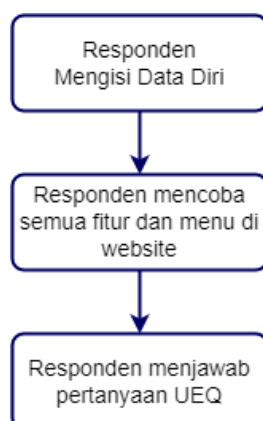 Responden
Mengisi Data Diri
Responden mencoba
semua fitur dan menu di
website
Responden menjawab
pertanyaan UEQ